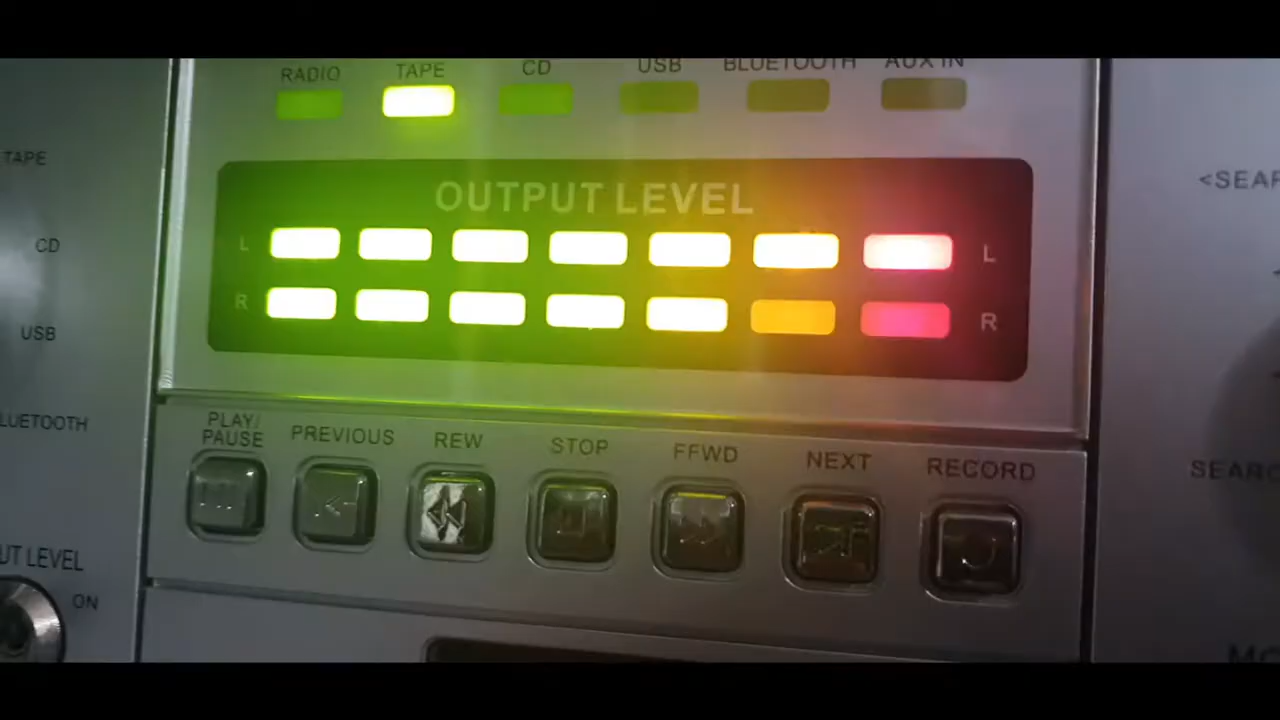 RADIO TAPE CD USB BLUETOOTH AUX IN
TAPE
CD
USB
LUETOOTH
UT LEVEL
ON
OUTPUT LEVEL
L L
R R
PLAY/
PAUSE PREVIOUS REW STOP FFWD NEXT RECORD
<SEAR
SEARC